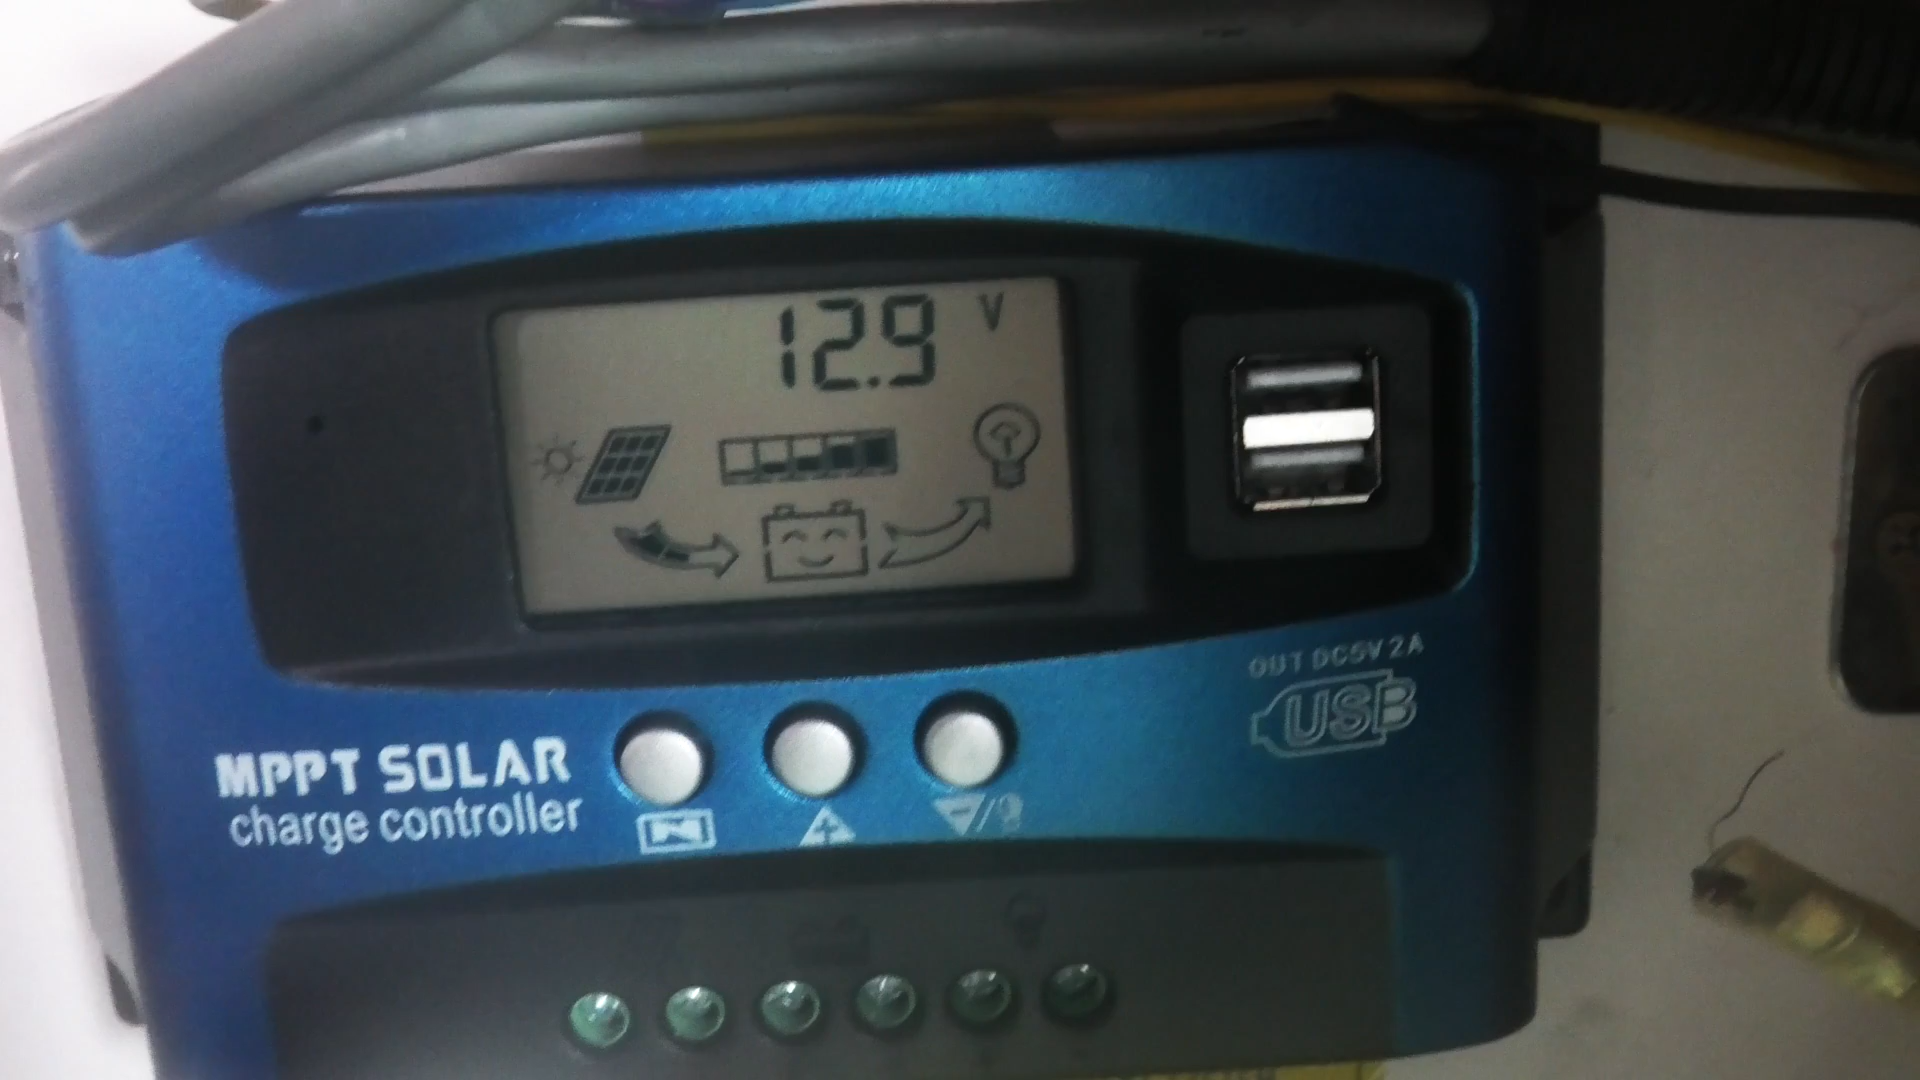 12.9 V
OUT DC5V 2A
USB
MPPT SOLAR
charge controller